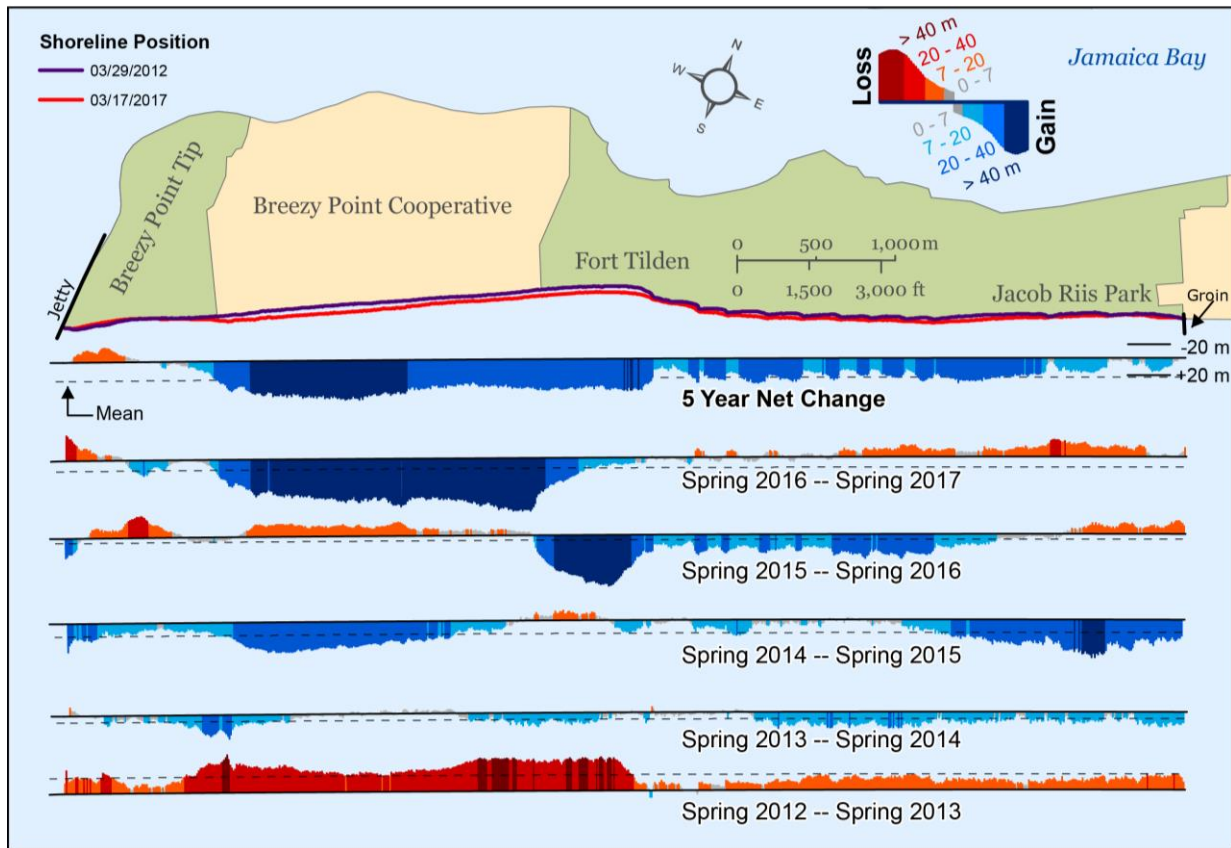 Shoreline Position
03/29/2012
03/17/2017
N
W
E
S
Loss
> 40 m
20 - 40
7 - 20
0 - 7
0 - 7
7 - 20
20 - 40
> 40 m
Gain
Jamaica Bay
Breezy Point Tip
Breezy Point Cooperative
Fort Tilden
0 500 1,000 m
0 1,500 3,000 ft
Jacob Riis Park
Jetty
Groin
-20 m
+20 m
Mean
5 Year Net Change
Spring 2016 -- Spring 2017
Spring 2015 -- Spring 2016
Spring 2014 -- Spring 2015
Spring 2013 -- Spring 2014
Spring 2012 -- Spring 2013